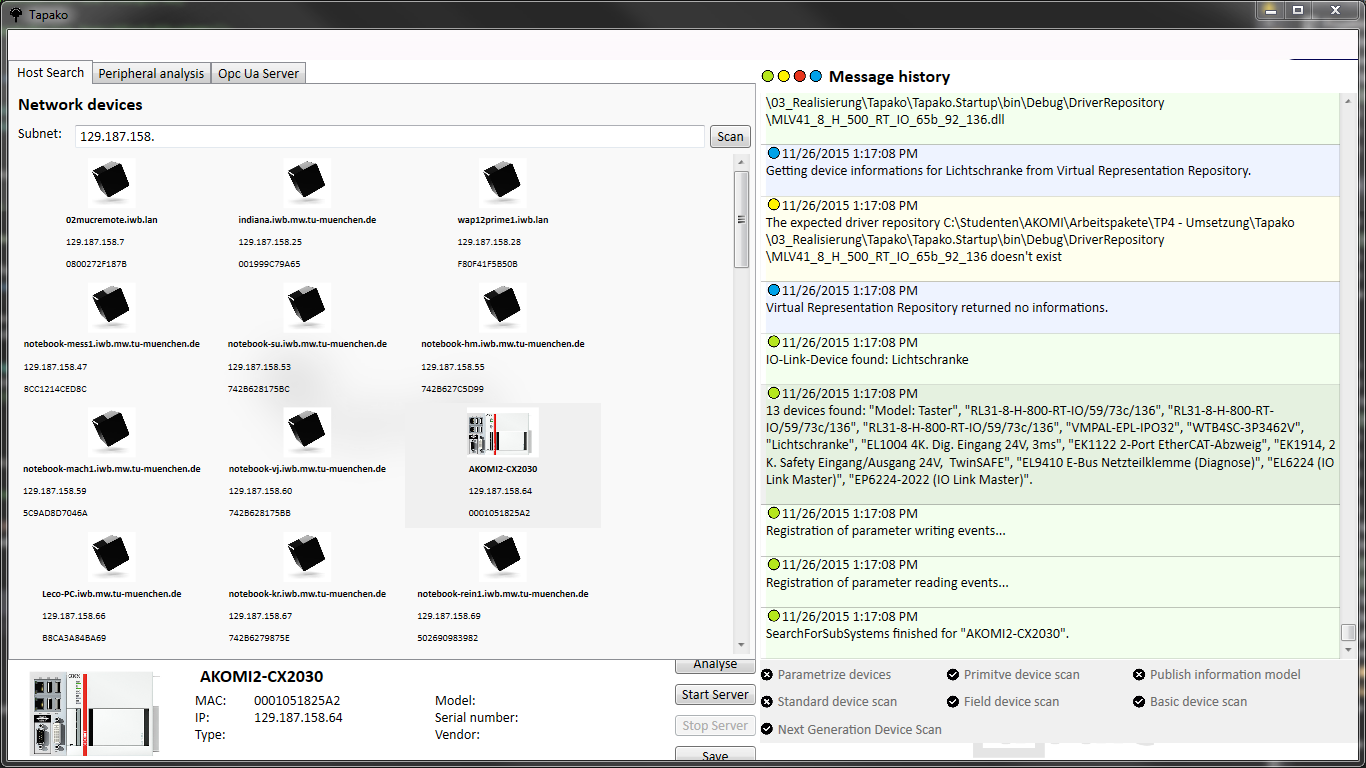 Tapako
Host Search Peripheral analysis Opc Ua Server
Network devices
Subnet: 129.187.158. Scan
02mucremote.iwb.lan indiana.iwb.mw.tu-muenchen.de wap12prime1.iwb.lan
129.187.158.7 129.187.158.25 129.187.158.28
0800272F187B 001999C79A65 F80F41F5B50B
notebook-mess1.iwb.mw.tu-muenchen.de notebook-su.iwb.mw.tu-muenchen.de notebook-hm.iwb.mw.tu-muenchen.de
129.187.158.47 129.187.158.53 129.187.158.55
8CC1214CED8C 742B628175BC 742B627C5D99
notebook-mach1.iwb.mw.tu-muenchen.de notebook-vj.iwb.mw.tu-muenchen.de AKOMI2-CX2030
129.187.158.59 129.187.158.60 129.187.158.64
5C9AD8D7046A 742B628175BB 0001051825A2
Leco-PC.iwb.mw.tu-muenchen.de notebook-kr.iwb.mw.tu-muenchen.de notebook-rein1.iwb.mw.tu-muenchen.de
129.187.158.66 129.187.158.67 129.187.158.69
B8CA3A84BA69 742B6279875E 502690983982
AKOMI2-CX2030
MAC: 0001051825A2 Model:
IP: 129.187.158.64 Serial number:
Type: Vendor:
Analyse
Start Server
Stop Server
Save
Message history
\03_Realisierung\Tapako\Tapako.Startup\bin\Debug\DriverRepository
\MLV41_8_H_500_RT_IO_65b_92_136.dll
11/26/2015 1:17:08 PM
Getting device informations for Lichtschranke from Virtual Representation Repository.
11/26/2015 1:17:08 PM
The expected driver repository C:\Studenten\AKOMI\Arbeitspakete\TP4 - Umsetzung\Tapako
\03_Realisierung\Tapako\Tapako.Startup\bin\Debug\DriverRepository
\MLV41_8_H_500_RT_IO_65b_92_136 doesn't exist
11/26/2015 1:17:08 PM
Virtual Representation Repository returned no informations.
11/26/2015 1:17:08 PM
IO-Link-Device found: Lichtschranke
11/26/2015 1:17:08 PM
13 devices found: "Model: Taster", "RL31-8-H-800-RT-IO/59/73c/136", "RL31-8-H-800-RT-
IO/59/73c/136", "RL31-8-H-800-RT-IO/59/73c/136", "VMPAL-EPL-IPO32", "WTB4SC-3P3462V",
"Lichtschranke", "EL1004 4K. Dig. Eingang 24V, 3ms", "EK1122 2-Port EtherCAT-Abzweig", "EK1914, 2
K. Safety Eingang/Ausgang 24V, TwinSAFE", "EL9410 E-Bus Netzteilklemme (Diagnose)", "EL6224 (IO
Link Master)", "EP6224-2022 (IO Link Master)".
11/26/2015 1:17:08 PM
Registration of parameter writing events...
11/26/2015 1:17:08 PM
Registration of parameter reading events...
11/26/2015 1:17:08 PM
SearchForSubSystems finished for "AKOMI2-CX2030".
Parametrize devices Primitve device scan Publish information model
Standard device scan Field device scan Basic device scan
Next Generation Device Scan